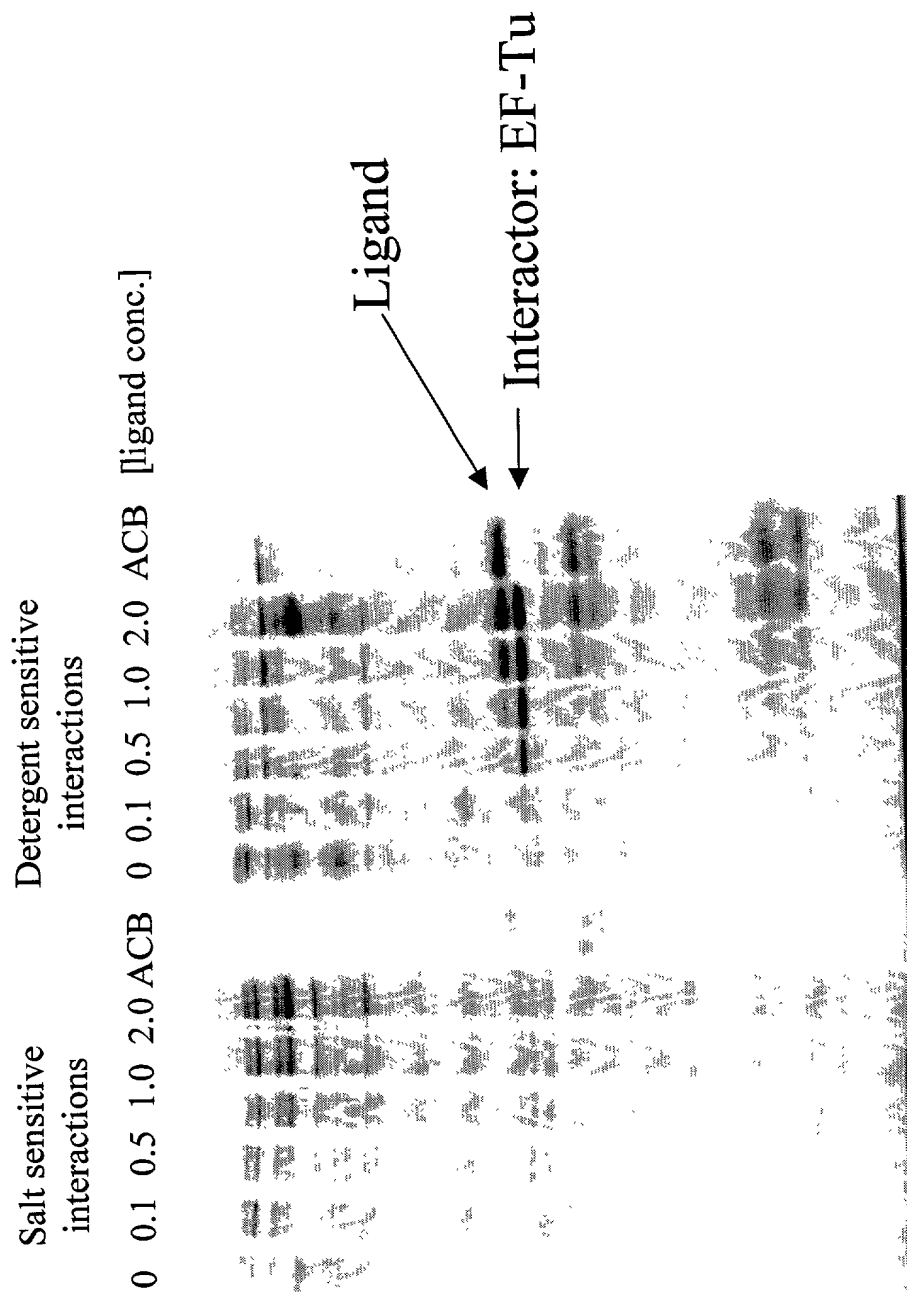 Salt sensitive
interactions
Detergent sensitive
interactions
0 0.1 0.5 1.0 2.0 ACB 0 0.1 0.5 1.0 2.0 ACB [ligand conc.]
Ligand
Interactor: EF-Tu